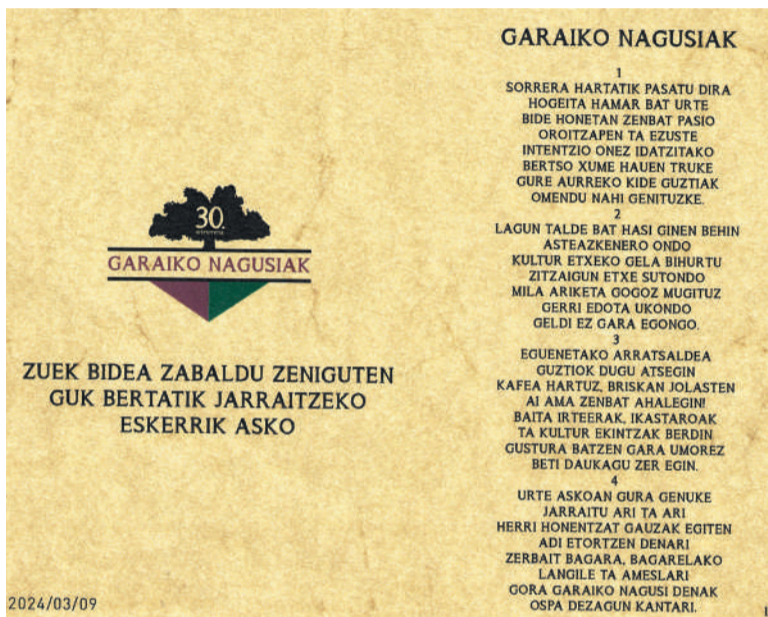 30.
GARAIKO NAGUSIAK
ZUEK BIDEA ZABALDU ZENIGUTEN
GUK BERTATIK JARRAITZEKO
ESKERRIK ASKO
2024/03/09
GARAIKO NAGUSIAK
1
SORRERA HARTATIK PASATU DIRA
HOGEITA HAMAR BAT URTE
BIDE HONETAN ZENBAT PASIO
OROITZAPEN TA EZUSTE
INTENTZIO ONEZ IDATZITAKO
BERTSO XUME HAUEN TRUKE
GURE AURREKO KIDE GUZTIAK
OMENDU NAHI GENITUZKE.
2
LAGUN TALDE BAT HASI GINEN BEHIN
ASTEAZKENERO ONDO
KULTUR ETXEKO GELA BIHURTU
ZITZAIGUN ETXE SUTONDO
MILA ARIKETA GOGOZ MUGITUZ
GERRI EDOTA UKONDO
GELDI EZ GARA EGONGO.
3
EGUENETAKO ARRATSALDEA
GUZTIOK DUGU ATSEGIN
KAFEA HARTUZ, BRISKAN JOLASTEN
AI AMA ZENBAT AHALEGIN!
BAITA IRTEERAK, IKASTAROAK
TA KULTUR EKINTZAK BERDIN
GUSTURA BATZEN GARA UMOREZ
BETI DAUKAGU ZER EGIN.
4
URTE ASKOAN GURA GENUKE
JARRAITU ARI TA ARI
HERRI HONENTZAT GAUZAK EGITEN
ADI ETORTZEN DENARI
ZERBAIT BAGARA, BAGARELAKO
LANGILE TA AMESLARI
GORA GARAIKO NAGUSI DENAK
OSPA DEZAGUN KANTARI.